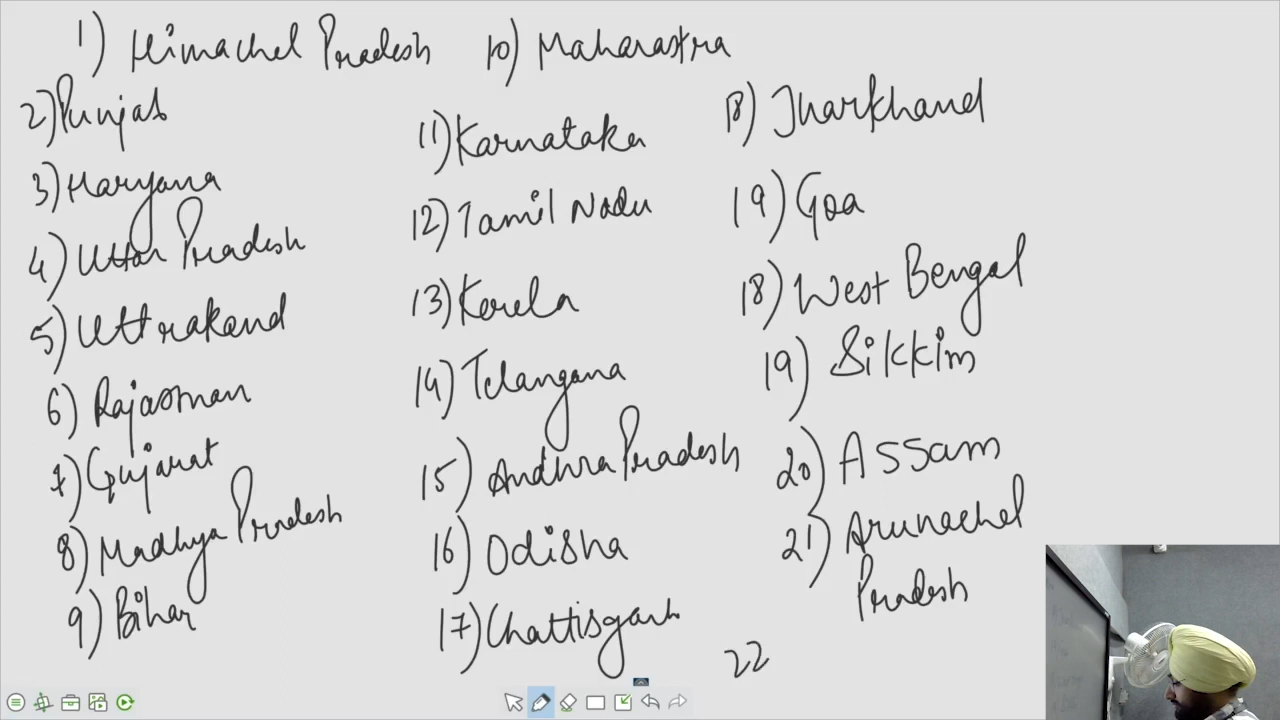 1) Himachel Pradesh
2) Punjab
3) Haryana
4) Uttar Pradesh
5) Uttrakand
6) Rajasthan
7) Gujarat
8) Madhya Pradesh
9) Bihar
10) Maharastra
11) Karnataka
12) Tamil Nadu
13) Kerela
14) Telangana
15) Andhra Pradesh
16) Odisha
17) Chattisgarh
18) Jharkhand
19) Goa
18) West Bengal
19) Sikkim
20) Assam
21) Arunachel
Pradesh
22